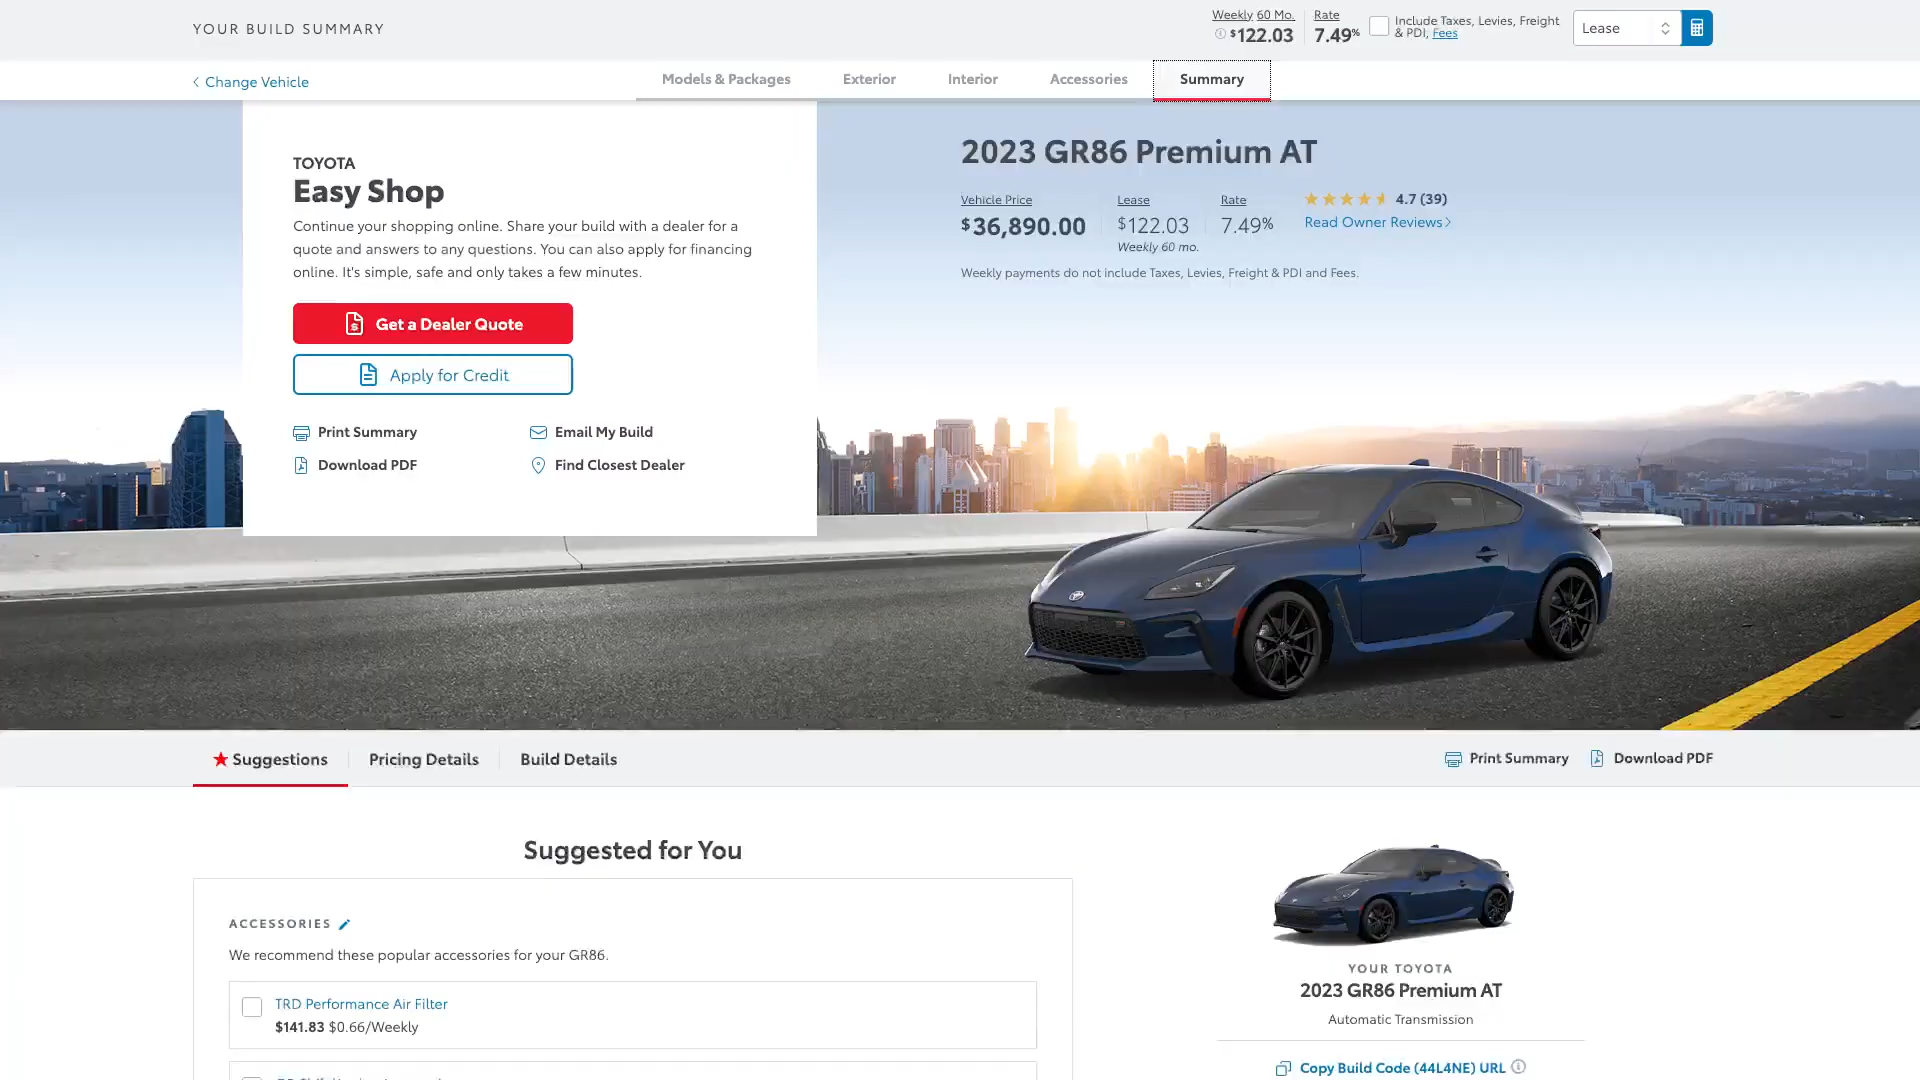 YOUR BUILD SUMMARY
Weekly 60 Mo.
$122.03
Rate
7.49%
Include Taxes, Levies, Freight
& PDI, Fees
Lease
Change Vehicle
Models & Packages
Exterior
Interior
Accessories
Summary
TOYOTA
Easy Shop
Continue your shopping online. Share your build with a dealer for a
quote and answers to any questions. You can also apply for financing
online. It's simple, safe and only takes a few minutes.
Get a Dealer Quote
Apply for Credit
Print Summary
Email My Build
Download PDF
Find Closest Dealer
2023 GR86 Premium AT
Vehicle Price
$36,890.00
Lease
$122.03
Weekly 60 mo.
Rate
7.49%
4.7 (39)
Read Owner Reviews
Weekly payments do not include Taxes, Levies, Freight & PDI and Fees.
Suggestions
Pricing Details
Build Details
Print Summary
Download PDF
Suggested for You
ACCESSORIES
We recommend these popular accessories for your GR86.
TRD Performance Air Filter
$141.83 $0.66/Weekly
YOUR TOYOTA
2023 GR86 Premium AT
Automatic Transmission
Copy Build Code (44L4NE) URL